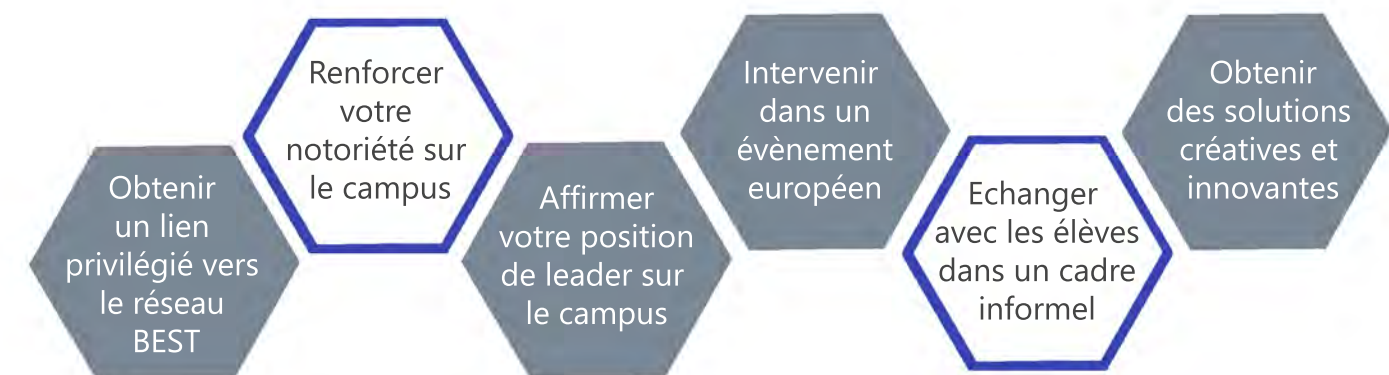 Obtenir
un lien
privilégié vers
le réseau
BEST
Renforcer
votre
notoriété sur
le campus
Affirmer
votre position
de leader sur
le campus
Intervenir
dans un
évènement
européen
Echanger
avec les élèves
dans un cadre
informel
Obtenir
des solutions
créatives et
innovantes